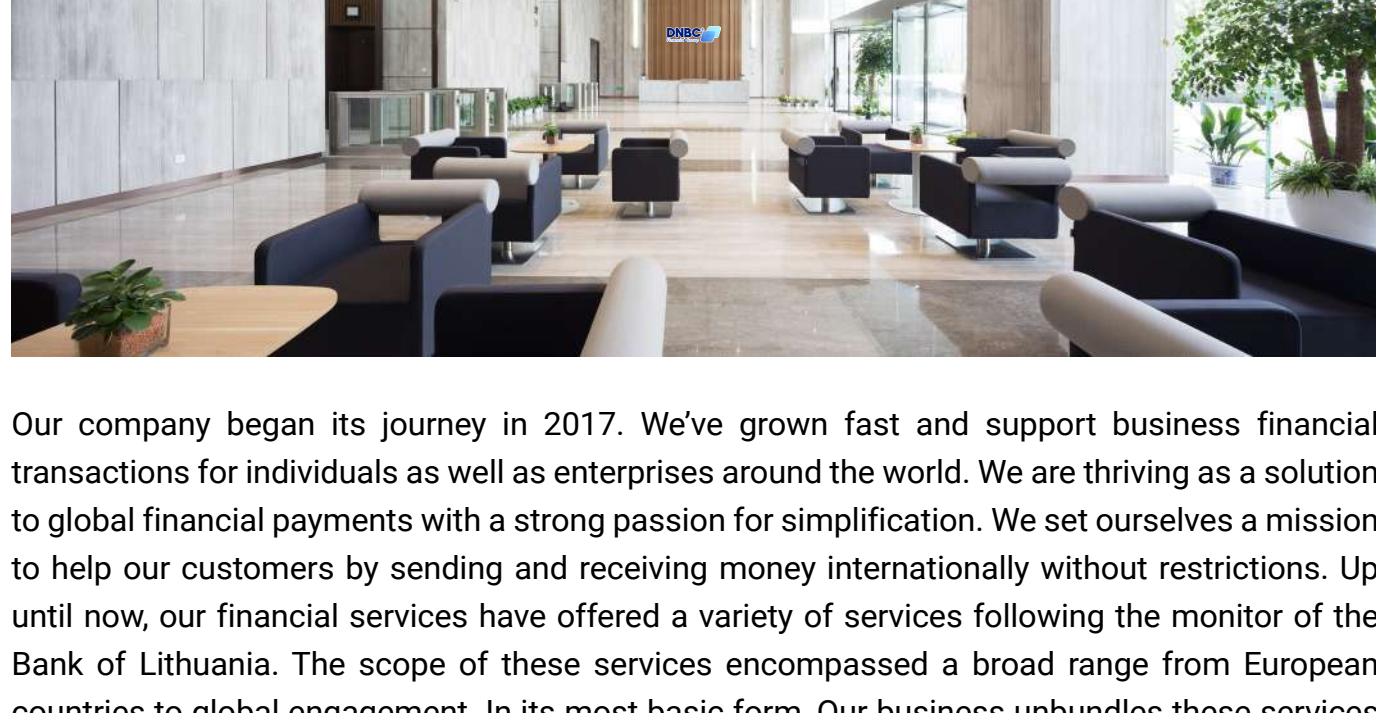 DNBC
Our company began its journey in 2017. We’ve grown fast and support business financial
transactions for individuals as well as enterprises around the world. We are thriving as a solution
to global financial payments with a strong passion for simplification. We set ourselves a mission
to help our customers by sending and receiving money internationally without restrictions. Up
until now, our financial services have offered a variety of services following the monitor of the
Bank of Lithuania. The scope of these services encompassed a broad range from European
countries to global engagement. In its most basic form, Our business unbundles these services